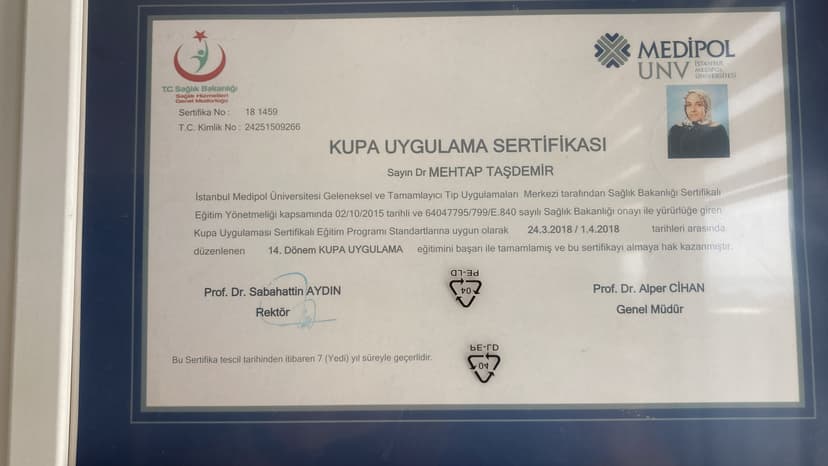 T.C. Sağlık Bakanlığı
Sağlık Hizmetleri
Genel Müdürlüğü
MEDİPOL
UNV İSTANBUL
MEDİPOL
ÜNİVERSİTESİ
Sertifika No : 18 1459
T.C. Kimlik No : 24251509266
KUPA UYGULAMA SERTİFİKASI
Sayın Dr MEHTAP TAŞDEMİR
İstanbul Medipol Üniversitesi Geleneksel ve Tamamlayıcı Tıp Uygulamaları Merkezi tarafından Sağlık Bakanlığı Sertifikalı
Eğitim Yönetmeliği kapsamında 02/10/2015 tarihli ve 64047795/799/E.840 sayılı Sağlık Bakanlığı onayı ile yürürlüğe giren
Kupa Uygulaması Sertifikalı Eğitim Programı Standartlarına uygun olarak 24.3.2018 / 1.4.2018 tarihleri arasında
düzenlenen 14. Dönem KUPA UYGULAMA eğitimini başarı ile tamamlamış ve bu sertifikayı almaya hak kazanmıştır.
PE-LD
04
Prof. Dr. Sabahattin AYDIN
Rektör
Prof. Dr. Alper CİHAN
Genel Müdür
PE-LD
04
Bu Sertifika tescil tarihinden itibaren 7 (Yedi) yıl süreyle geçerlidir.